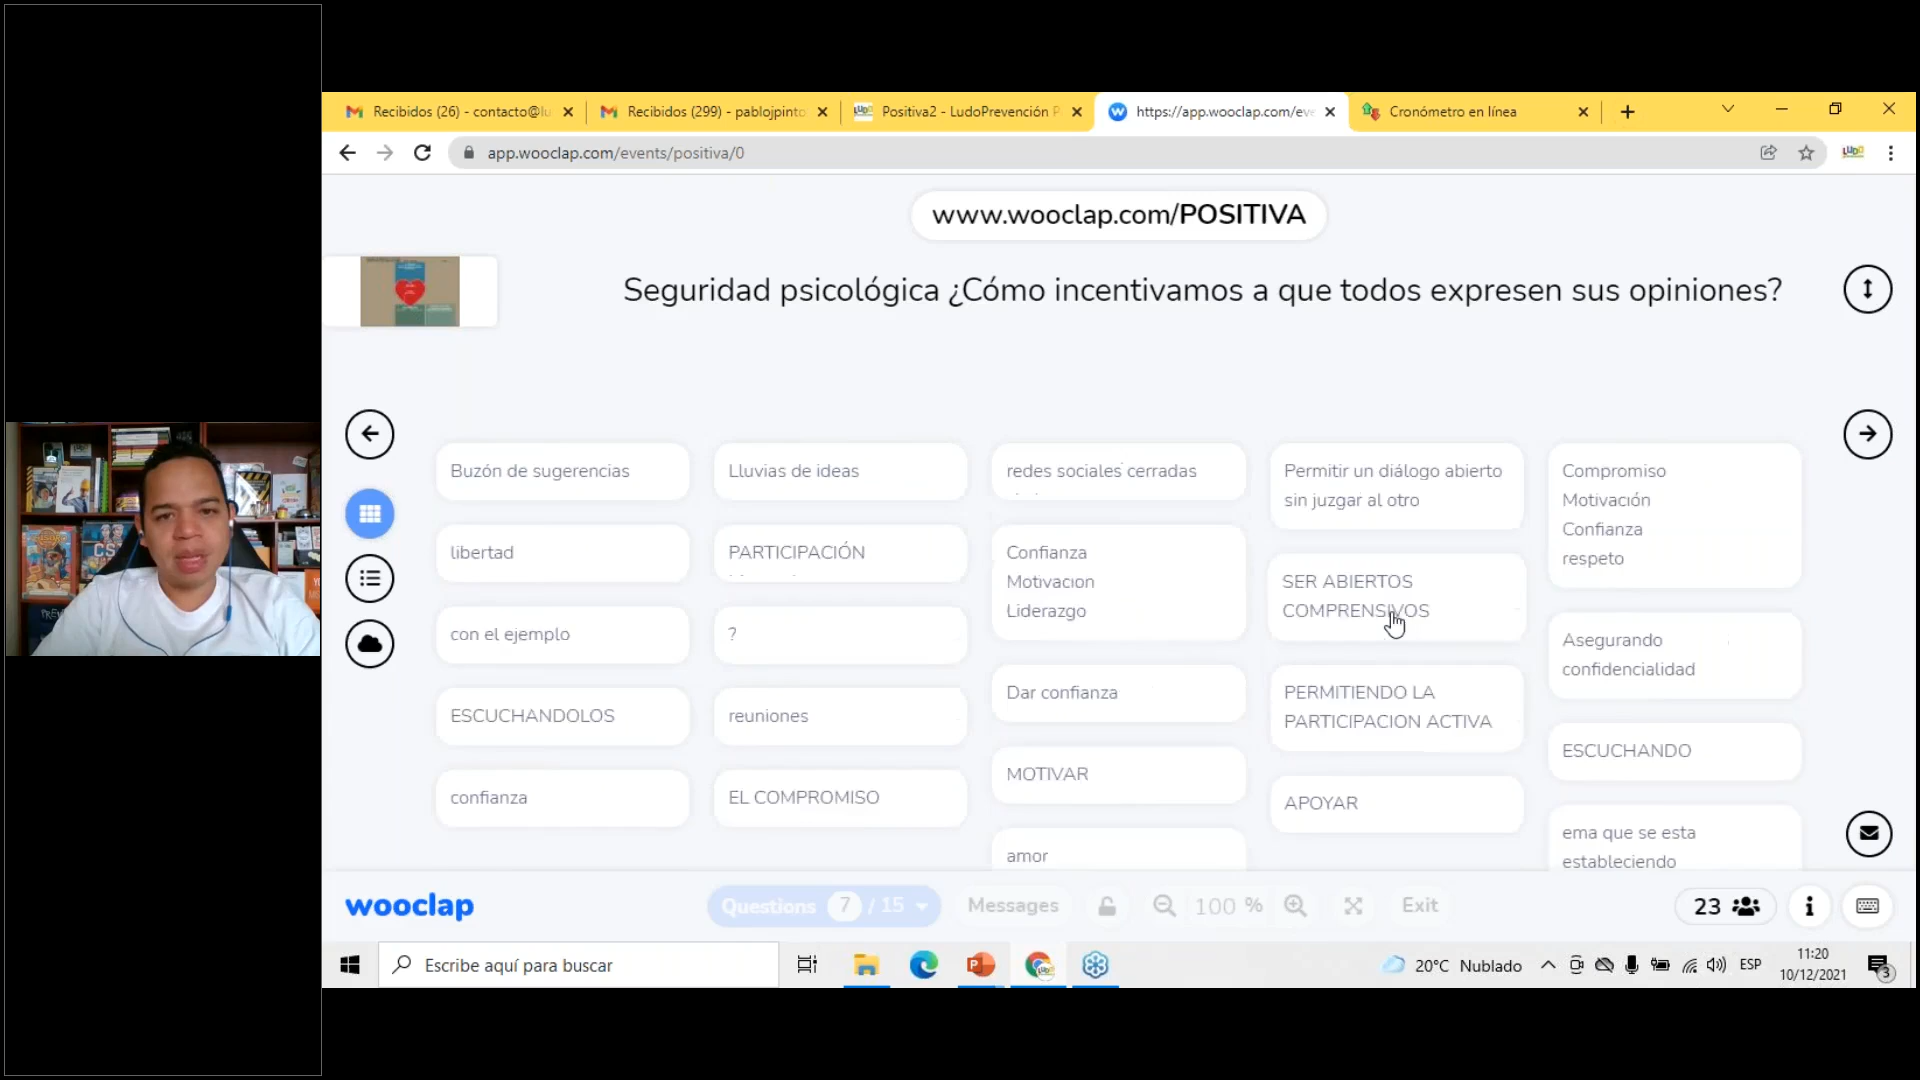 Recibidos (26) - contacto@lu
Recibidos (299) - pablojpinto
Positiva2 - LudoPrevención P
https://app.wooclap.com/eve
Cronómetro en línea
app.wooclap.com/events/positiva/0
www.wooclap.com/POSITIVA
Seguridad psicológica ¿Cómo incentivamos a que todos expresen sus opiniones?
Buzón de sugerencias
libertad
con el ejemplo
ESCUCHANDOLOS
confianza
Lluvias de ideas
PARTICIPACIÓN
?
reuniones
EL COMPROMISO
redes sociales cerradas
Confianza
Motivacion
Liderazgo
Dar confianza
MOTIVAR
amor
Permitir un diálogo abierto
sin juzgar al otro
SER ABIERTOS
COMPRENSIVOS
PERMITIENDO LA
PARTICIPACION ACTIVA
APOYAR
Compromiso
Motivación
Confianza
respeto
Asegurando
confidencialidad
ESCUCHANDO
ema que se esta
estableciendo
wooclap
Questions 7 / 15
Messages
100 %
Exit
23
Escribe aquí para buscar
20°C Nublado
ESP
11:20
10/12/2021
3